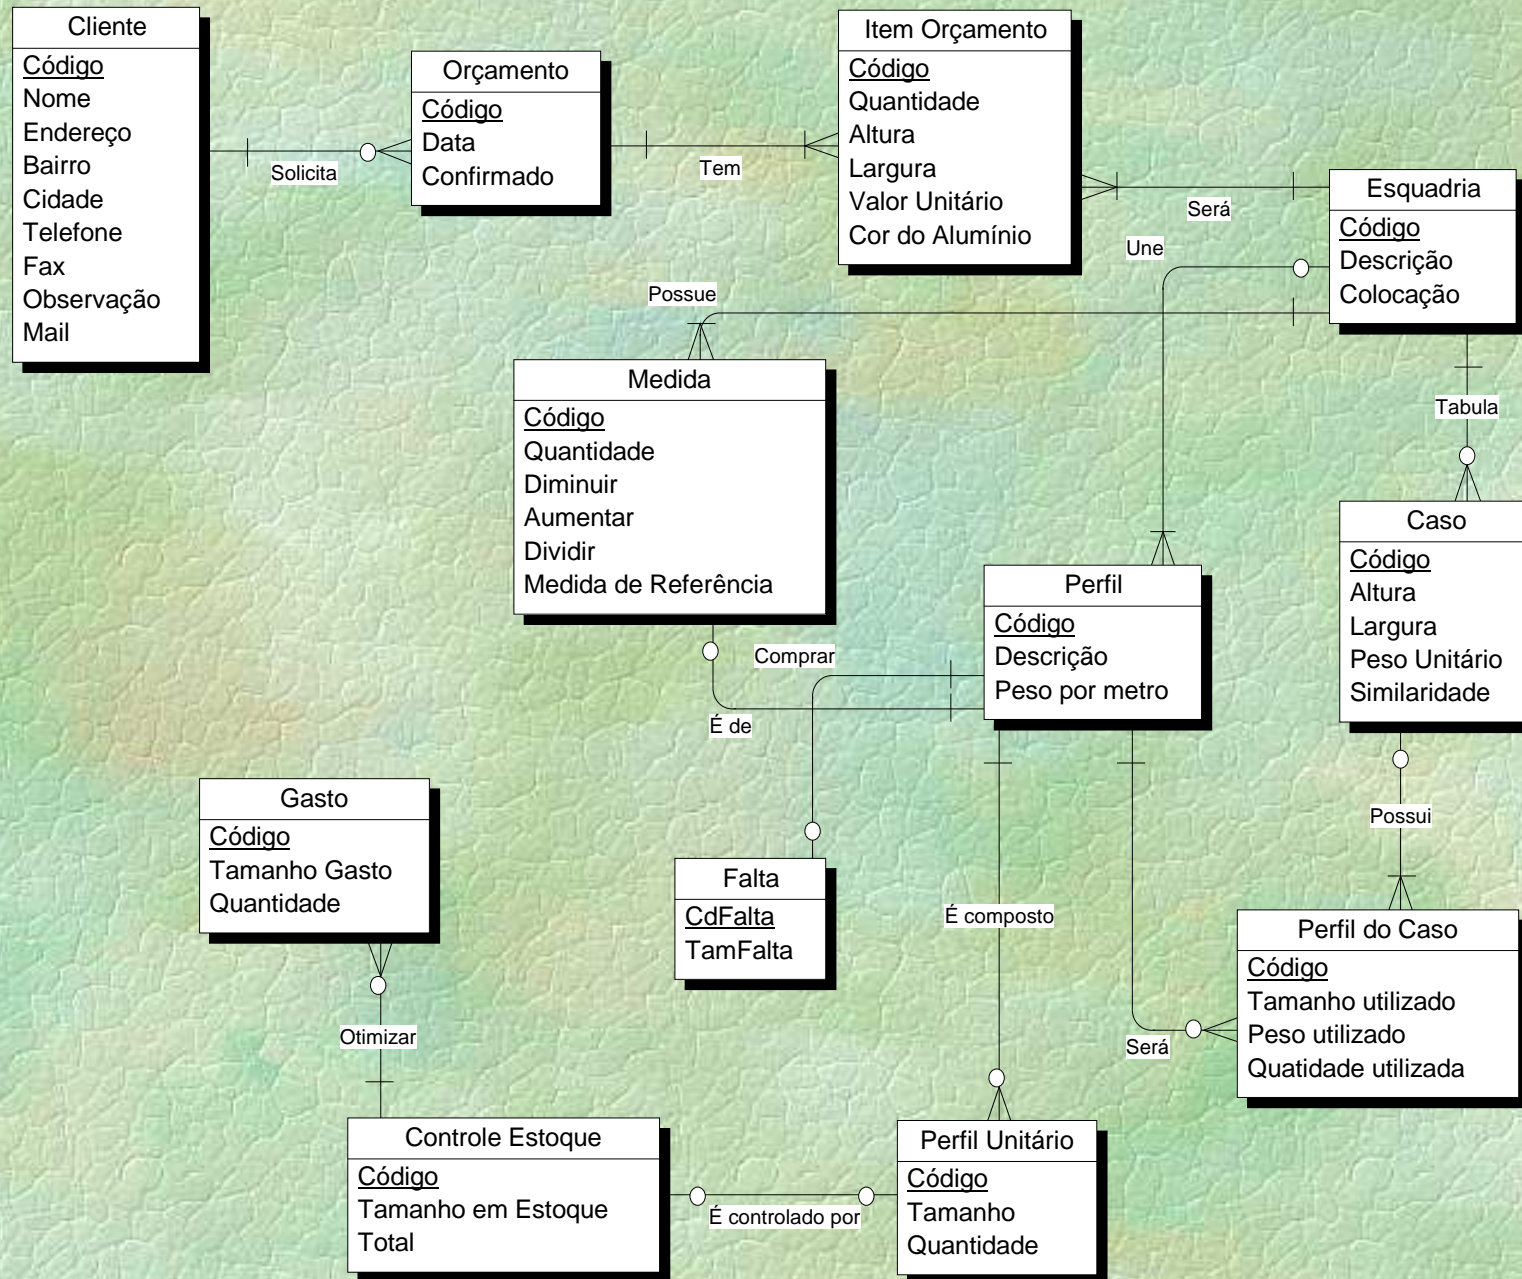 Cliente
Código
Nome
Endereço
Bairro
Cidade
Telefone
Fax
Observação
Mail
Solicita
Orçamento
Código
Data
Confirmado
Tem
Item Orçamento
Código
Quantidade
Altura
Largura
Valor Unitário
Cor do Alumínio
Será
Esquadria
Código
Descrição
Colocação
Une
Possue
Tabula
Medida
Código
Quantidade
Diminuir
Aumentar
Dividir
Medida de Referência
Caso
Código
Altura
Largura
Peso Unitário
Similaridade
Perfil
Código
Descrição
Peso por metro
Comprar
É de
Possui
Gasto
Código
Tamanho Gasto
Quantidade
Falta
CdFalta
TamFalta
É composto
Perfil do Caso
Código
Tamanho utilizado
Peso utilizado
Quatidade utilizada
Será
Otimizar
Controle Estoque
Código
Tamanho em Estoque
Total
É controlado por
Perfil Unitário
Código
Tamanho
Quantidade